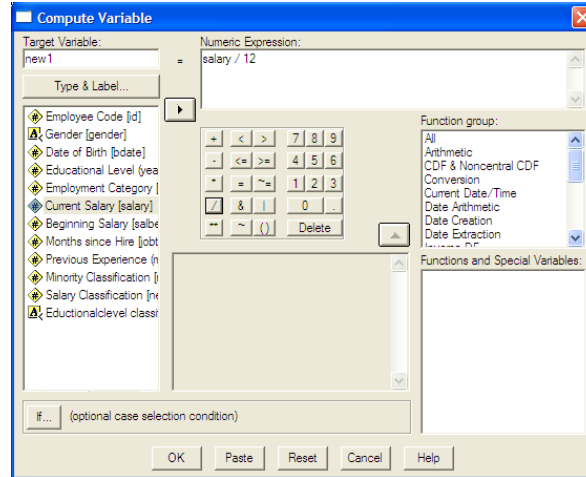 Compute Variable
Target Variable:
new1
=
Numeric Expression:
salary / 12
Type & Label...
Employee Code [id]
Gender [gender]
Date of Birth [bdate]
Educational Level (yea
Employment Category [
Current Salary [salary]
Beginning Salary [salbe
Months since Hire [jobt
Previous Experience (m
Minority Classification [
Salary Classification [ne
Eductionalclevel classif
+ < > 7 8 9
- <= >= 4 5 6
* = ~= 1 2 3
/ & | 0 .
** ~ () Delete
Function group:
All
Arithmetic
CDF & Noncentral CDF
Conversion
Current Date/Time
Date Arithmetic
Date Creation
Date Extraction
Inverse DF
Functions and Special Variables:
If... (optional case selection condition)
OK Paste Reset Cancel Help